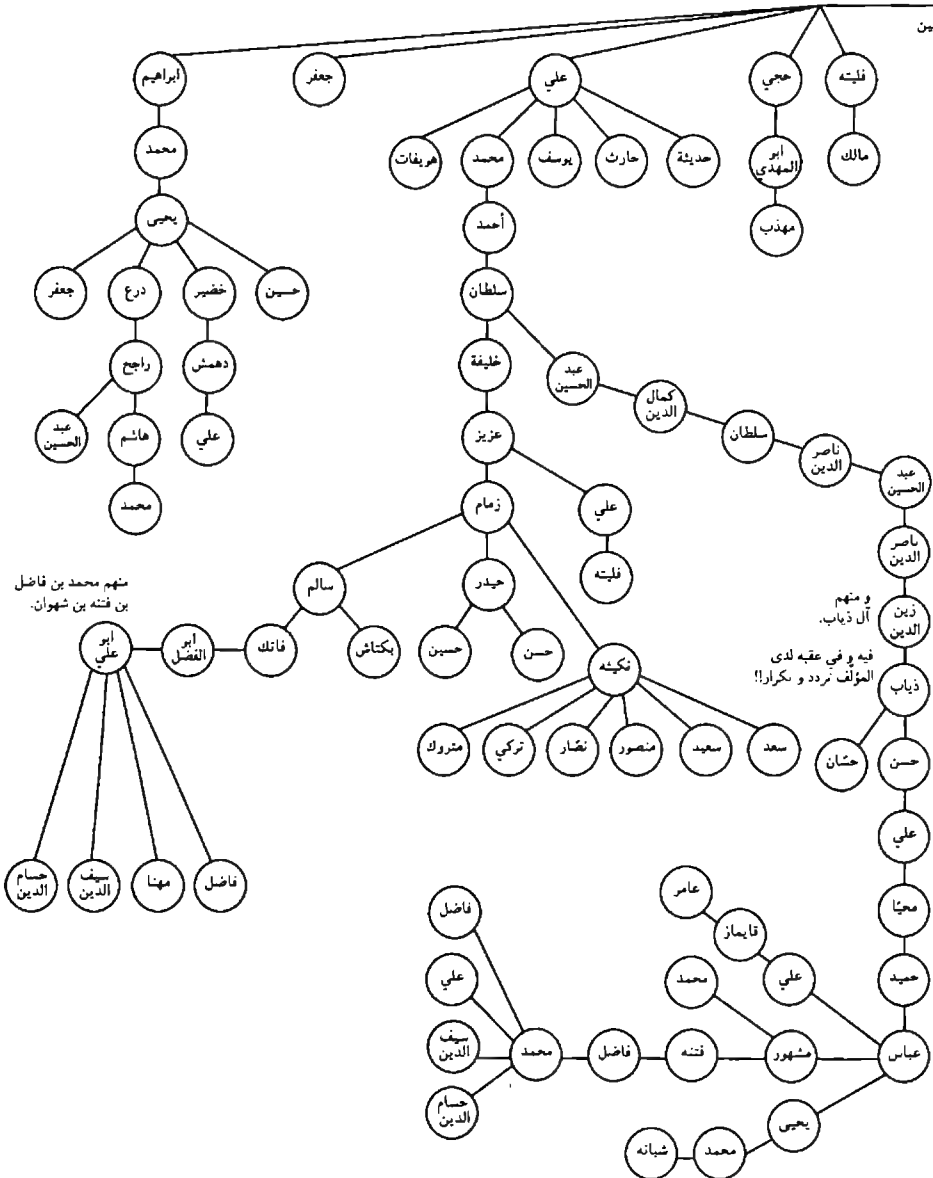 ين
فليته
حجي
علي
جعفر
ابراهيم
مالك
ابو
المهدي
حديثة
حارث
يوسف
محمد
هويفات
محمد
مهذب
أحمد
يحيى
سلطان
حسين
خضير
درع
جعفر
خليفة
عبد
الحسين
كمال
الدين
سلطان
ناصر
الدين
عبد
الحسين
دهمش
راجح
عزيز
علي
هاشم
عبد
الحسين
زمام
علي
محمد
ناصر
الدين
فليته
حيدر
سالم
منهم محمد بن فاضل
بن فتنه بن شهوان.
و منهم
آل ذياب.
زين
الدين
حسن
حسين
بكتاش
فاتك
ابو
الفضل
ابو
علي
فيه و في عقبه لدى
المؤلف تردد و تكرار!!
ذياب
نكيثه
سعد
سعيد
منصور
نصّار
تركي
متروك
حسن
حسّان
علي
فاضل
مهنا
سيف
الدين
حسام
الدين
محيّا
عامر
قايماز
علي
فاضل
حميد
محمد
علي
عباس
مشهور
فتنه
فاضل
محمد
سيف
الدين
حسام
الدين
يحيى
محمد
شبانه